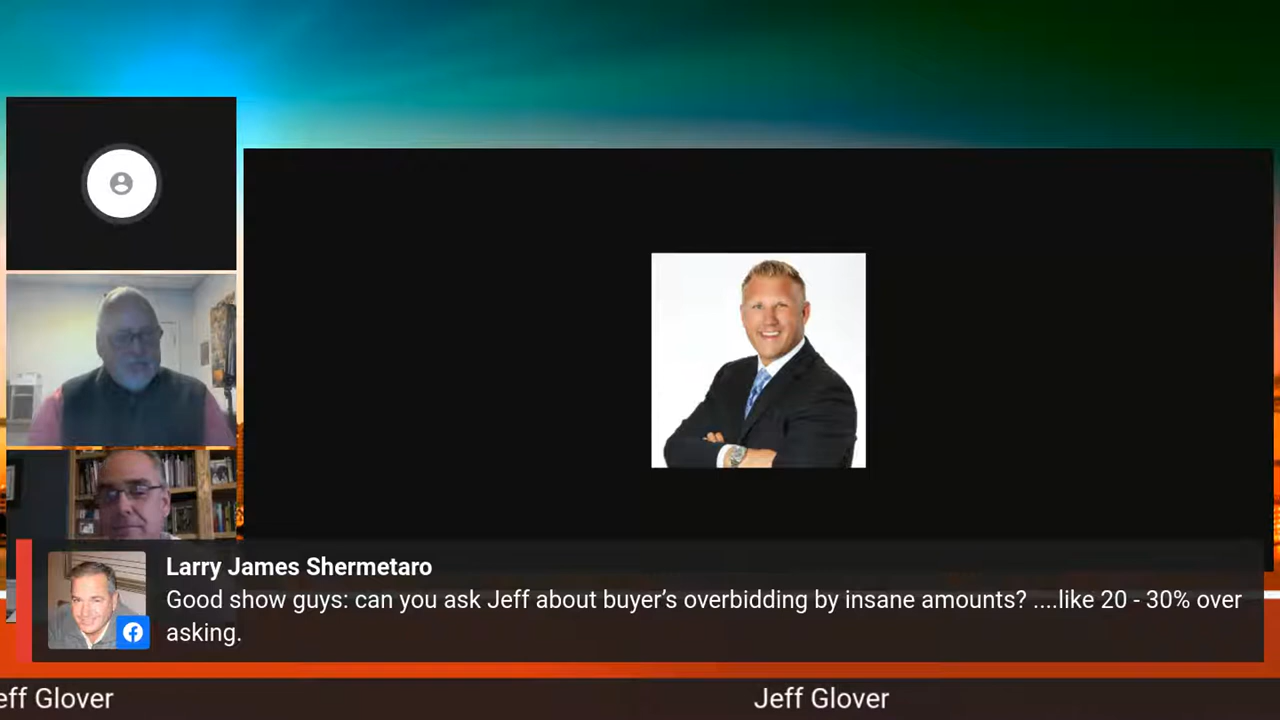 Larry James Shermetaro
Good show guys: can you ask Jeff about buyer’s overbidding by insane amounts? ....like 20 - 30% over
asking.
eff Glover
Jeff Glover